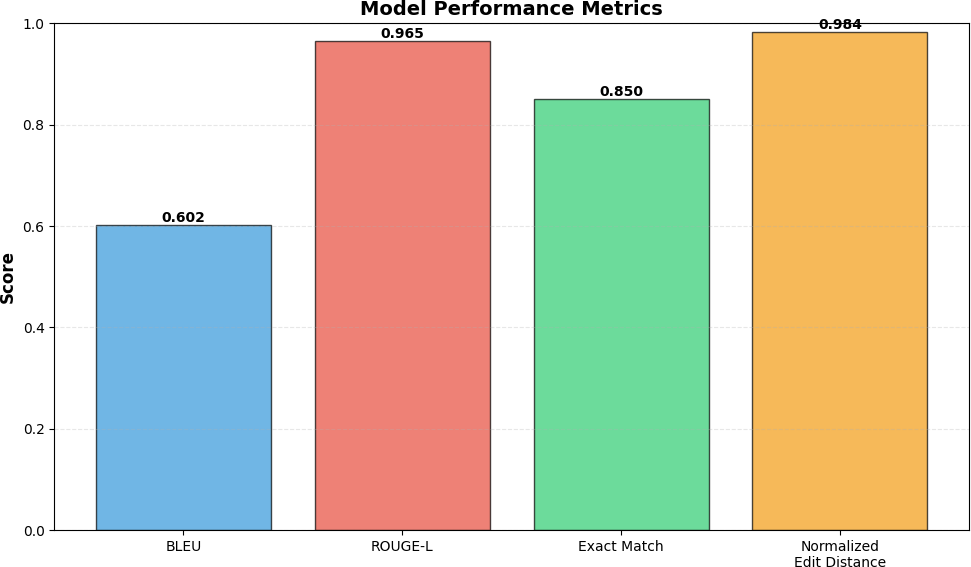 Model Performance Metrics
Score
1.0
0.8
0.6
0.4
0.2
0.0
0.602
0.965
0.850
0.984
BLEU
ROUGE-L
Exact Match
Normalized
Edit Distance